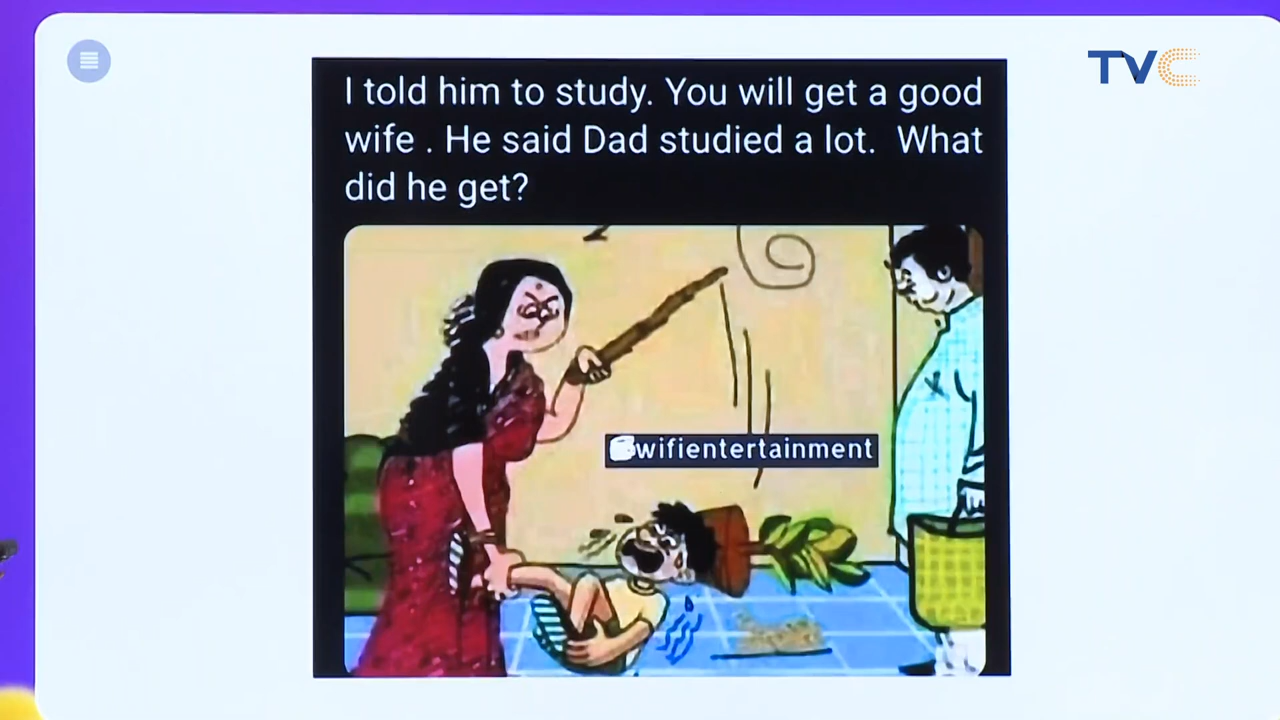 TVC
I told him to study. You will get a good
wife . He said Dad studied a lot.  What
did he get?
wifientertainment